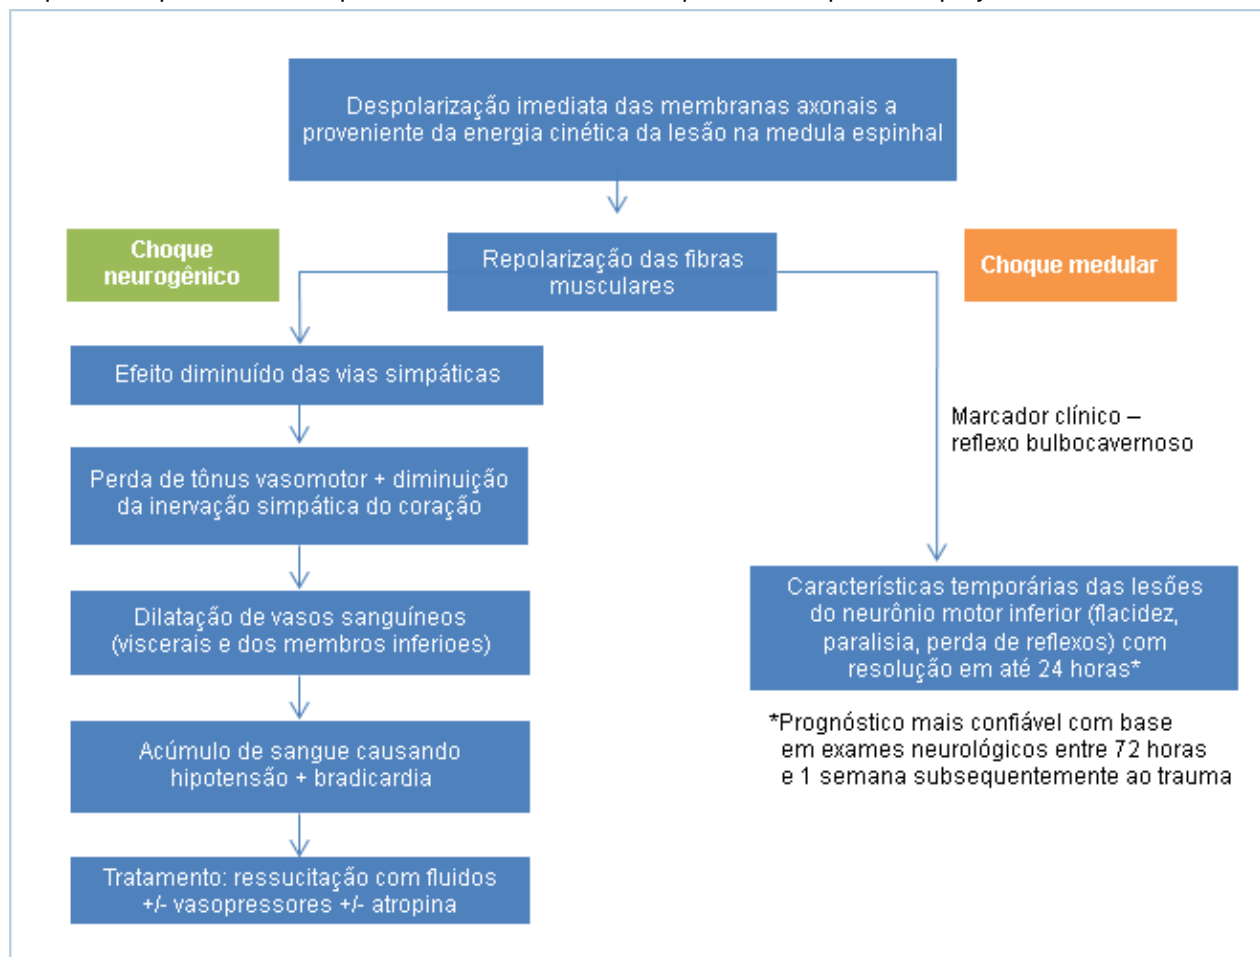 Despolarização imediata das membranas axonais a
proveniente da energia cinética da lesão na medula espinhal
Choque
neurogênico
Repolarização das fibras
musculares
Choque medular
Efeito diminuído das vias simpáticas
Marcador clínico –
reflexo bulbocavernoso
Perda de tônus vasomotor + diminuição
da inervação simpática do coração
Dilatação de vasos sanguíneos
(viscerais e dos membros inferioes)
Características temporárias das lesões
do neurônio motor inferior (flacidez,
paralisia, perda de reflexos) com
resolução em até 24 horas*
*Prognóstico mais confiável com base
em exames neurológicos entre 72 horas
e 1 semana subsequentemente ao trauma
Acúmulo de sangue causando
hipotensão + bradicardia
Tratamento: ressucitação com fluidos
+/- vasopressores +/- atropina